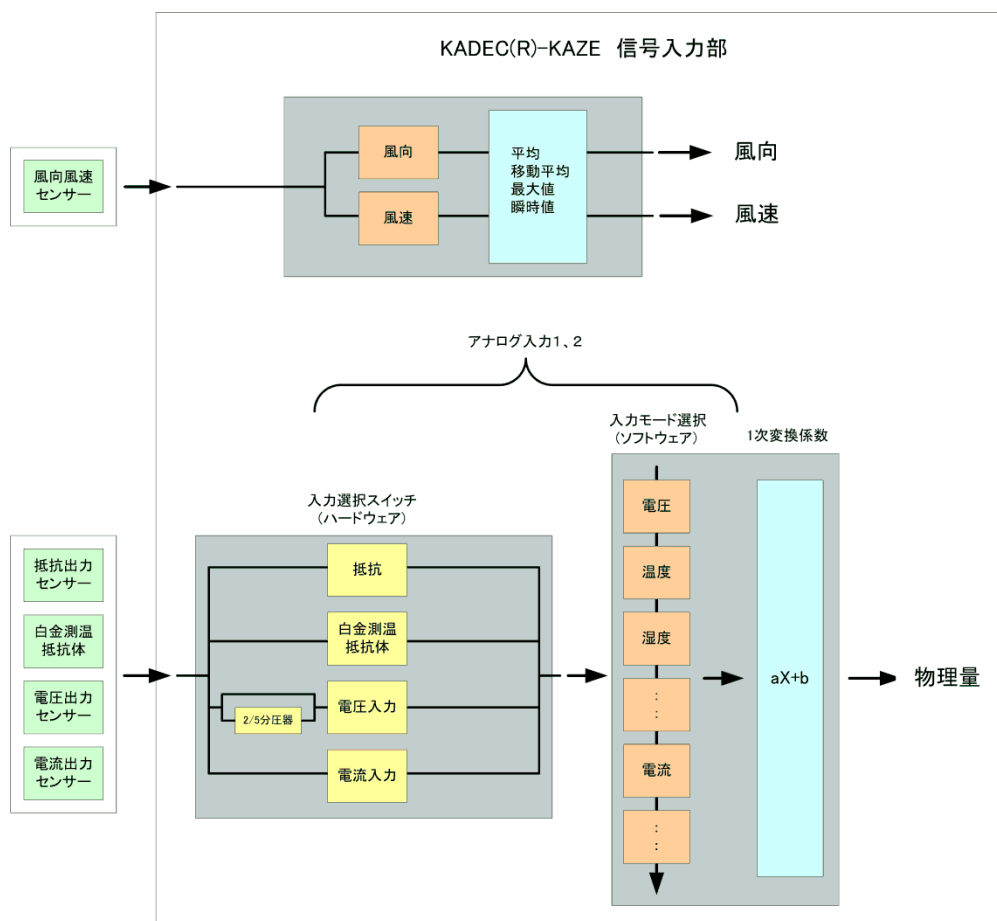 KADEC(R)-KAZE 信号入力部
風向風速
センサー
風向
風速
平均
移動平均
最大値
瞬時値
風向
風速
アナログ入力1、2
入力モード選択
(ソフトウェア)
1次変換係数
入力選択スイッチ
(ハードウェア)
抵抗出力
センサー
白金測温
抵抗体
電圧出力
センサー
電流出力
センサー
抵抗
白金測温
抵抗体
2/5分圧器
電圧入力
電流入力
電圧
温度
湿度
: :
電流
: :
aX+b
物理量